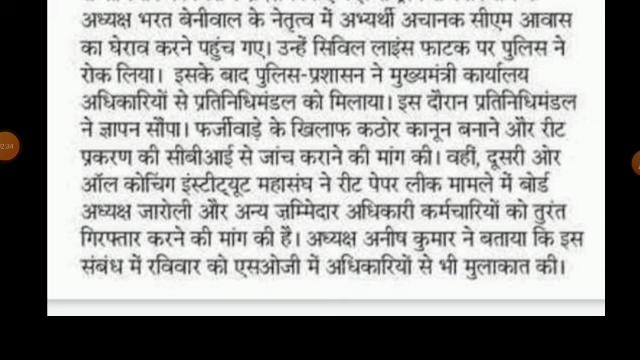 अध्यक्ष भरत बेनीवाल के नेतृत्व में अभ्यर्थी अचानक सीएम आवास
का घेराव करने पहुंच गए। उन्हें सिविल लाइंस फाटक पर पुलिस ने
रोक लिया। इसके बाद पुलिस-प्रशासन ने मुख्यमंत्री कार्यालय
अधिकारियों से प्रतिनिधिमंडल को मिलाया। इस दौरान प्रतिनिधिमंडल
ने ज्ञापन सौंपा। फर्जीवाड़े के खिलाफ कठोर कानून बनाने और रीट
प्रकरण की सीबीआई से जांच कराने की मांग की। वहीं, दूसरी ओर
ऑल कोचिंग इंस्टीट्यूट महासंघ ने रीट पेपर लीक मामले में बोर्ड
अध्यक्ष जारोली और अन्य ज़म्मिेदार अधिकारी कर्मचारियों को तुरंत
गिरफ्तार करने की मांग की है। अध्यक्ष अनीष कुमार ने बताया कि इस
संबंध में रविवार को एसओजी में अधिकारियों से भी मुलाकात की।